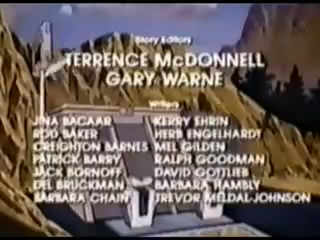 Story Editors
TERRENCE McDONNELL
GARY WARNE
Writers
JINA BACAAR KERRY EHRIN
ROD BAKER HERB ENGELHARDT
CREIGHTON BARNES MEL GILDEN
PATRICK BARRY RALPH GOODMAN
JACK BORNOFF DAVID GOTTLIEB
DEL BRUCKMAN BARBARA HAMBLY
BARBARA CHAIN TREVOR MELDAL-JOHNSON